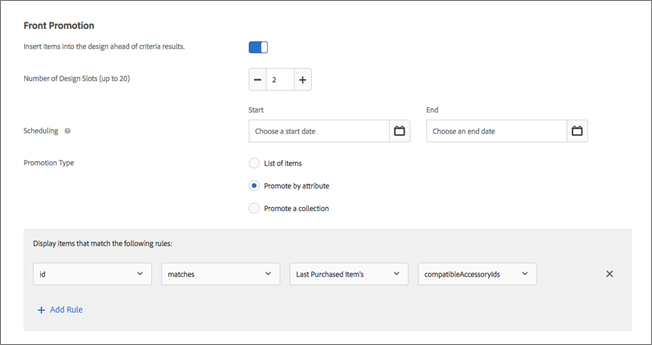 Front Promotion
Insert items into the design ahead of criteria results.
Number of Design Slots (up to 20)
2
Start
End
Scheduling
Choose a start date
Choose an end date
Promotion Type
List of items
Promote by attribute
Promote a collection
Display items that match the following rules:
id
matches
Last Purchased Item's
compatibleAccessoryIds
Add Rule